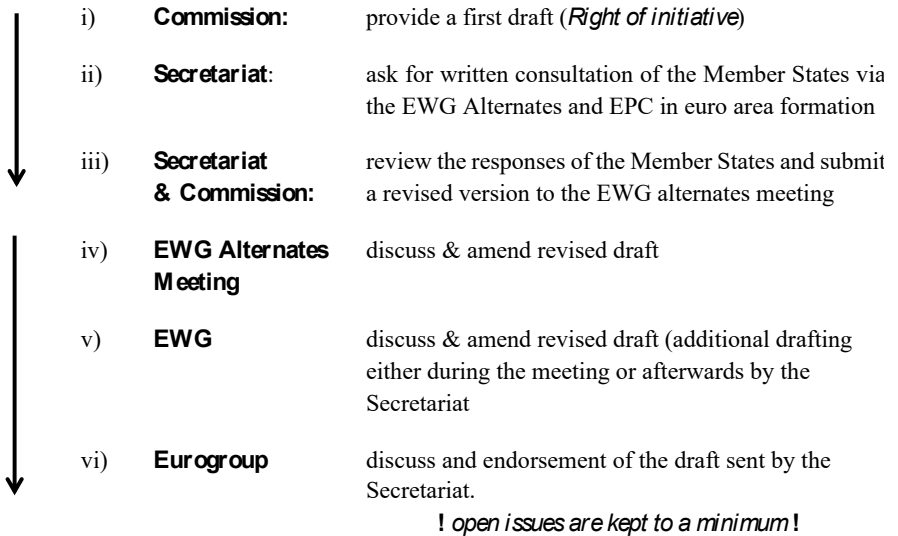 i) Commission: provide a first draft (Right of initiative)
ii) Secretariat: ask for written consultation of the Member States via
the EWG Alternates and EPC in euro area formation
iii) Secretariat review the responses of the Member States and submit
& Commission: a revised version to the EWG alternates meeting
iv) EWG Alternates discuss & amend revised draft
Meeting
v) EWG discuss & amend revised draft (additional drafting
either during the meeting or afterwards by the
Secretariat
vi) Eurogroup discuss and endorsement of the draft sent by the
Secretariat.
! open issues are kept to a minimum !